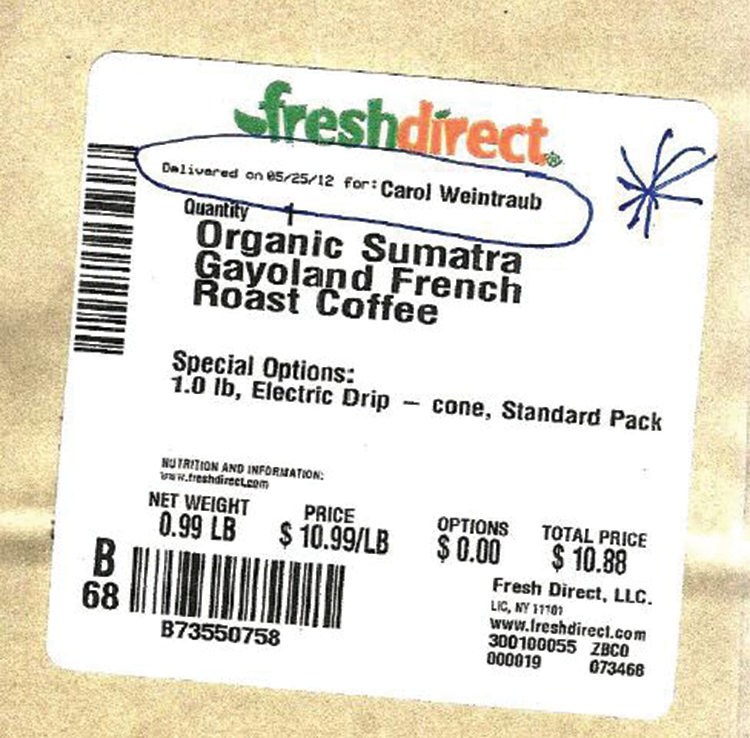 freshdirect
Delivered on 05/25/12 for: Carol Weintraub
Quantity 1
Organic Sumatra
Gayoland French
Roast Coffee
Special Options:
1.0 lb, Electric Drip – cone, Standard Pack
NUTRITION AND INFORMATION:
www.freshdirect.com
NET WEIGHT PRICE OPTIONS TOTAL PRICE
0.99 LB $ 10.99/LB $ 0.00 $ 10.88
B
68
B73550758
Fresh Direct, LLC.
LIC, NY 11101
www.freshdirect.com
300100055 ZBC0
000019 073468